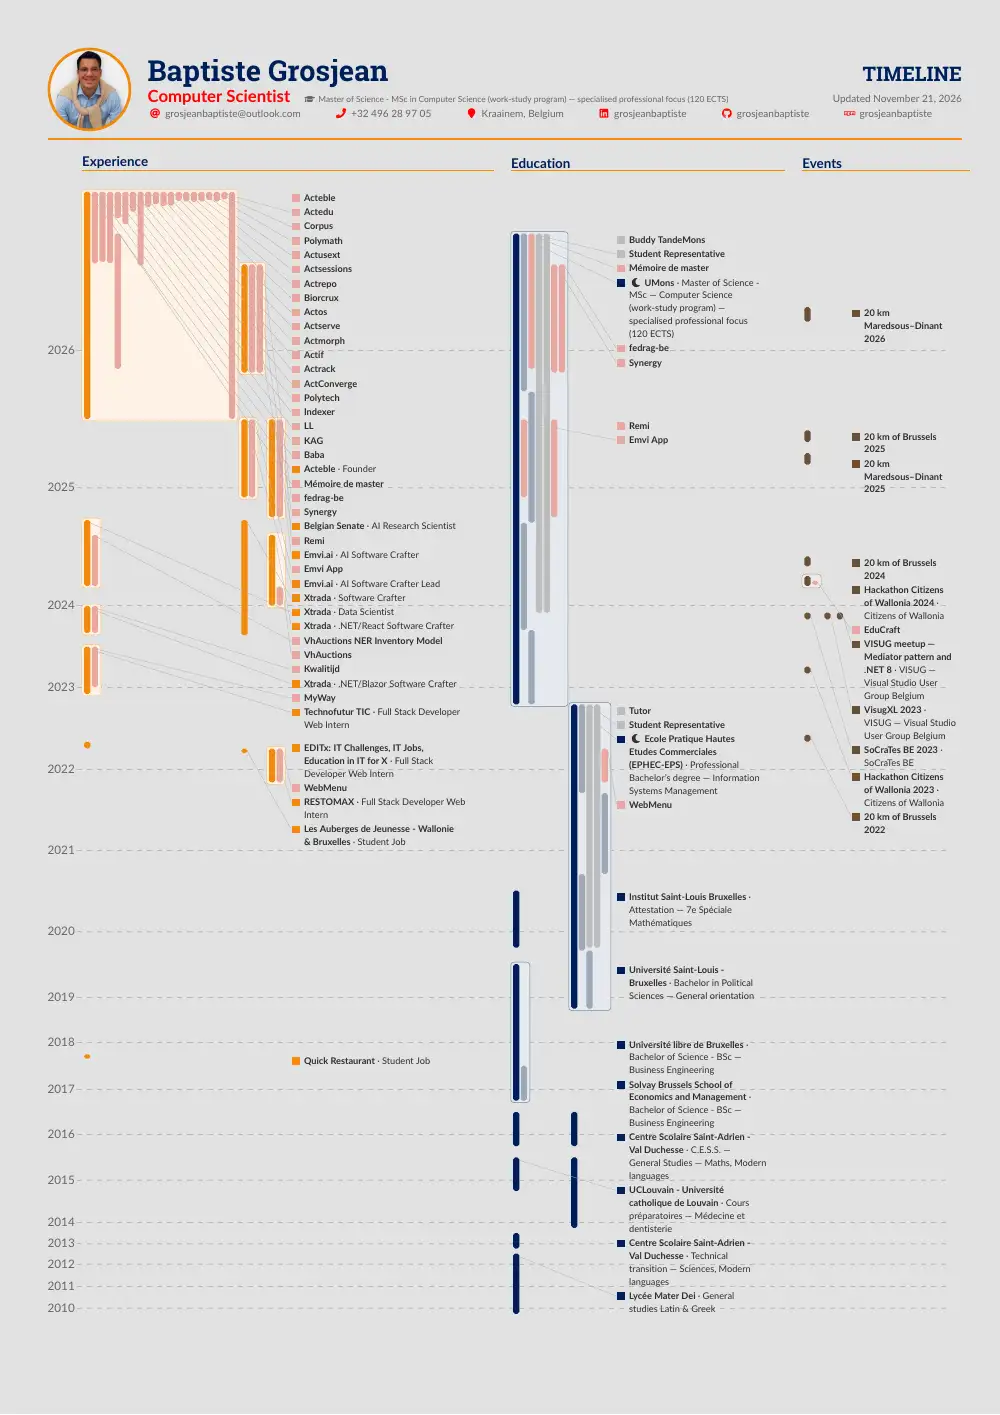 Baptiste Grosjean
TIMELINE
Computer Scientist
Master of Science - MSc in Computer Science (work-study program) — specialised professional focus (120 ECTS)
Updated November 21, 2026
grosjeanbaptiste@outlook.com
+32 496 28 97 05
Kraainem, Belgium
grosjeanbaptiste
grosjeanbaptiste
grosjeanbaptiste
Experience
Acteble
Actedu
Corpus
Polymath
Actusext
Actsessions
Actrepo
Biorcrux
Actos
Actserve
Actmorph
Actif
Actrack
ActConverge
Polytech
Indexer
LL
KAG
Baba
Acteble · Founder
Mémoire de master
fedrag-be
Synergy
Belgian Senate · AI Research Scientist
Remi
Emvi.ai · AI Software Crafter
Emvi App
Emvi.ai · AI Software Crafter Lead
Xtrada · Software Crafter
Xtrada · Data Scientist
Xtrada · .NET/React Software Crafter
VhAuctions NER Inventory Model
VhAuctions
Kwalitijd
Xtrada · .NET/Blazor Software Crafter
MyWay
Technofutur TIC · Full Stack Developer
Web Intern
EDITx: IT Challenges, IT Jobs,
Education in IT for X · Full Stack
Developer Web Intern
WebMenu
RESTOMAX · Full Stack Developer Web
Intern
Les Auberges de Jeunesse - Wallonie
& Bruxelles · Student Job
Quick Restaurant · Student Job
2026
2025
2024
2023
2022
2021
2020
2019
2018
2017
2016
2015
2014
2013
2012
2011
2010
Education
Buddy TandeMons
Student Representative
Mémoire de master
UMons · Master of Science -
MSc — Computer Science
(work-study program) —
specialised professional focus
(120 ECTS)
fedrag-be
Synergy
Remi
Emvi App
Tutor
Student Representative
Ecole Pratique Hautes
Etudes Commerciales
(EPHEC-EPS) · Professional
Bachelor's degree — Information
Systems Management
WebMenu
Institut Saint-Louis Bruxelles ·
Attestation — 7e Spéciale
Mathématiques
Université Saint-Louis -
Bruxelles · Bachelor in Political
Sciences — General orientation
Université libre de Bruxelles ·
Bachelor of Science - BSc —
Business Engineering
Solvay Brussels School of
Economics and Management ·
Bachelor of Science - BSc —
Business Engineering
Centre Scolaire Saint-Adrien -
Val Duchesse · C.E.S.S. —
General Studies — Maths, Modern
languages
UCLouvain - Université
catholique de Louvain · Cours
préparatoires — Médecine et
dentisterie
Centre Scolaire Saint-Adrien -
Val Duchesse · Technical
transition — Sciences, Modern
languages
Lycée Mater Dei · General
studies Latin & Greek
Events
20 km
Maredsous–Dinant
2026
20 km of Brussels
2025
20 km
Maredsous–Dinant
2025
20 km of Brussels
2024
Hackathon Citizens
of Wallonia 2024 ·
Citizens of Wallonia
EduCraft
VISUG meetup —
Mediator pattern and
.NET 8 · VISUG —
Visual Studio User
Group Belgium
VisugXL 2023 ·
VISUG — Visual Studio
User Group Belgium
SoCraTes BE 2023 ·
SoCraTes BE
Hackathon Citizens
of Wallonia 2023 ·
Citizens of Wallonia
20 km of Brussels
2022